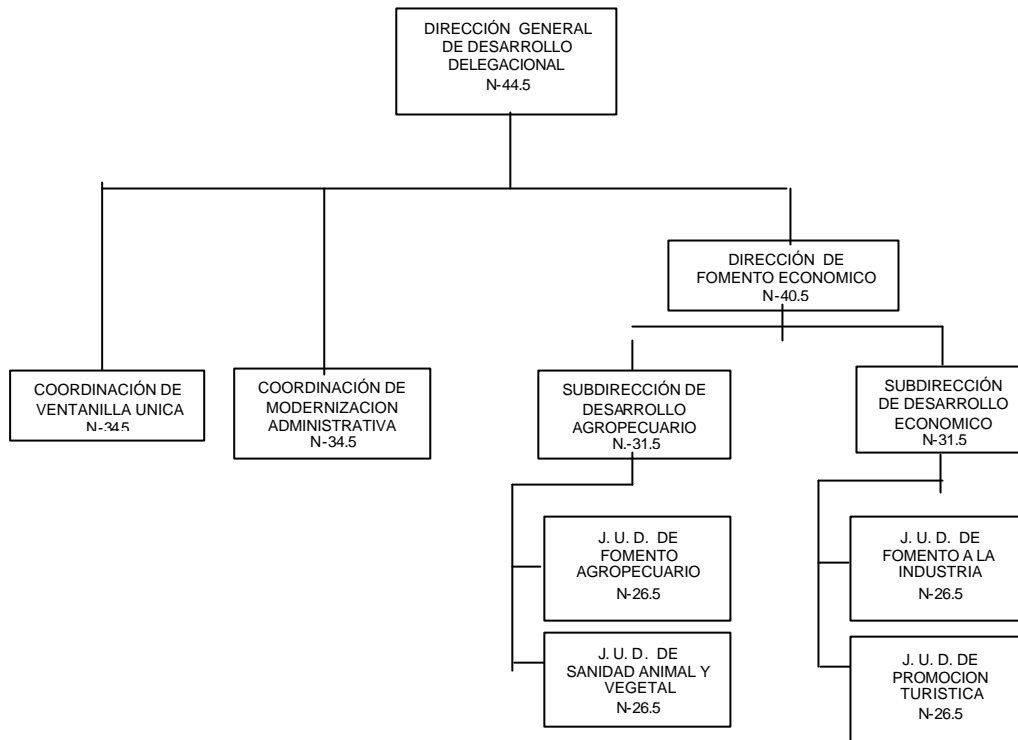 DIRECCIÓN GENERAL
DE DESARROLLO
DELEGACIONAL
N-44.5
DIRECCIÓN DE
FOMENTO ECONOMICO
N-40.5
COORDINACIÓN DE
VENTANILLA UNICA
N-34.5
COORDINACIÓN DE
MODERNIZACION
ADMINISTRATIVA
N-34.5
SUBDIRECCIÓN DE
DESARROLLO
AGROPECUARIO
N.-31.5
SUBDIRECCIÓN
DE DESARROLLO
ECONOMICO
N-31.5
J. U. D. DE
FOMENTO
AGROPECUARIO
N-26.5
J. U. D. DE
FOMENTO A LA
INDUSTRIA
N-26.5
J. U. D. DE
SANIDAD ANIMAL Y
VEGETAL
N-26.5
J. U. D. DE
PROMOCION
TURISTICA
N-26.5